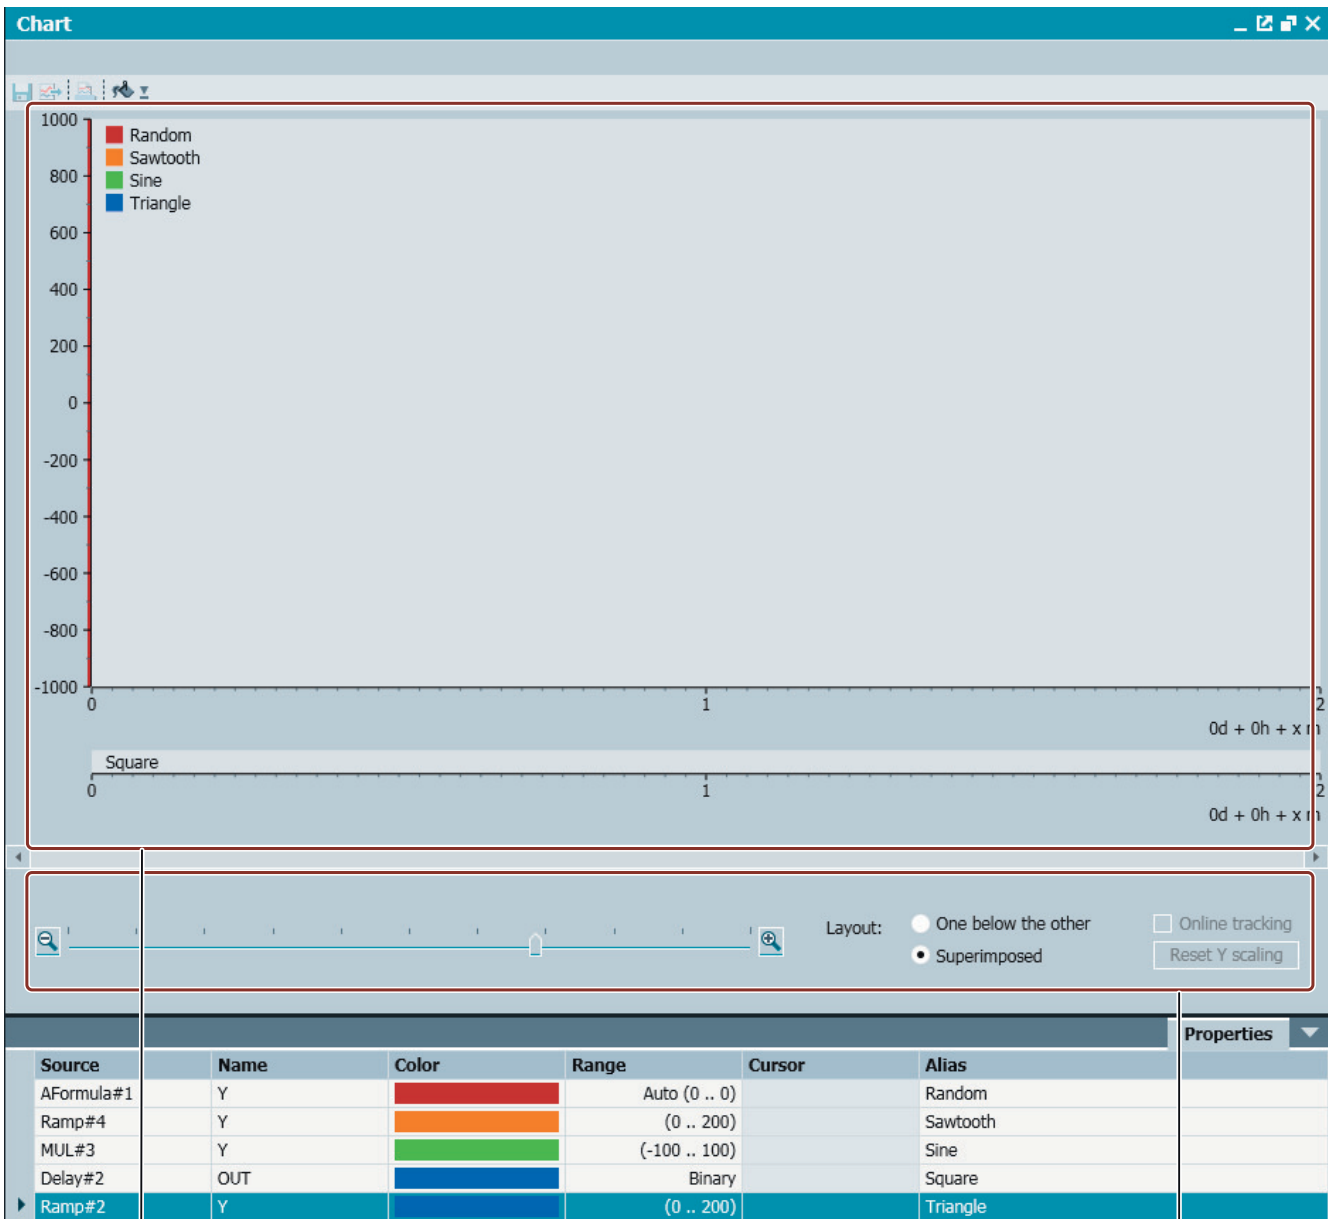 Chart
1000
Random
Sawtooth
800
Sine
Triangle
600
400
200
0
-200
-400
-600
-800
-1000
0 1 2
0d + 0h + x m
Square
0 1 2
0d + 0h + x m
Layout: One below the other Online tracking
Superimposed Reset Y scaling
Properties
Source Name Color Range Cursor Alias
AFormula#1 Y Auto (0 .. 0) Random
Ramp#4 Y (0 .. 200) Sawtooth
MUL#3 Y (-100 .. 100) Sine
Delay#2 OUT Binary Square
Ramp#2 Y (0 .. 200) Triangle